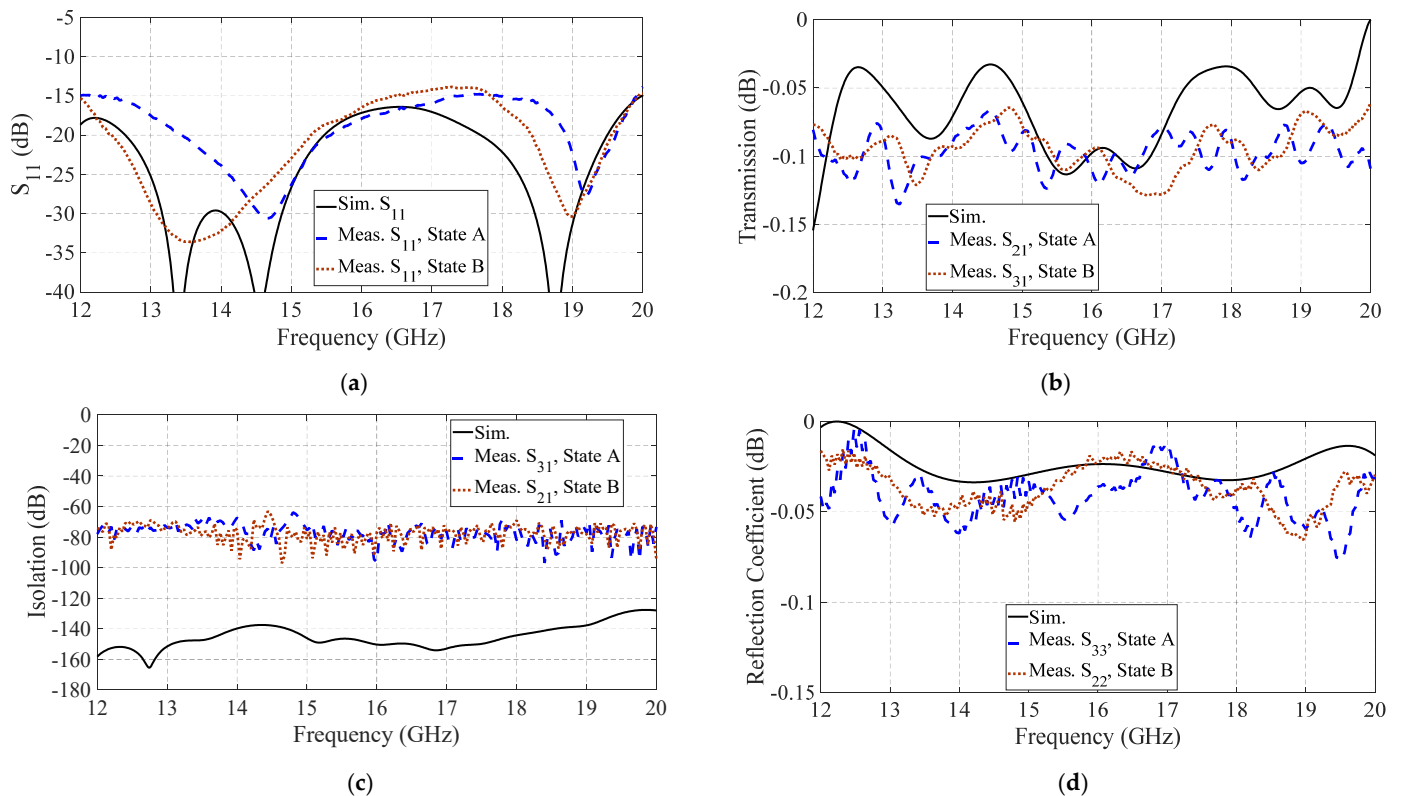 -5
-10
-15
-20
-25
-30
-35
-40
S11 (dB)
Sim. S11
Meas. S11, State A
Meas. S11, State B
12 13 14 15 16 17 18 19 20
Frequency (GHz)
(a)
0
-0.05
-0.1
-0.15
-0.2
Transmission (dB)
Sim.
Meas. S21, State A
Meas. S31, State B
12 13 14 15 16 17 18 19 20
Frequency (GHz)
(b)
0
-20
-40
-60
-80
-100
-120
-140
-160
-180
Isolation (dB)
Sim.
Meas. S31, State A
Meas. S21, State B
12 13 14 15 16 17 18 19 20
Frequency (GHz)
(c)
0
-0.05
-0.1
-0.15
Reflection Coefficient (dB)
Sim.
Meas. S33, State A
Meas. S22, State B
12 13 14 15 16 17 18 19 20
Frequency (GHz)
(d)